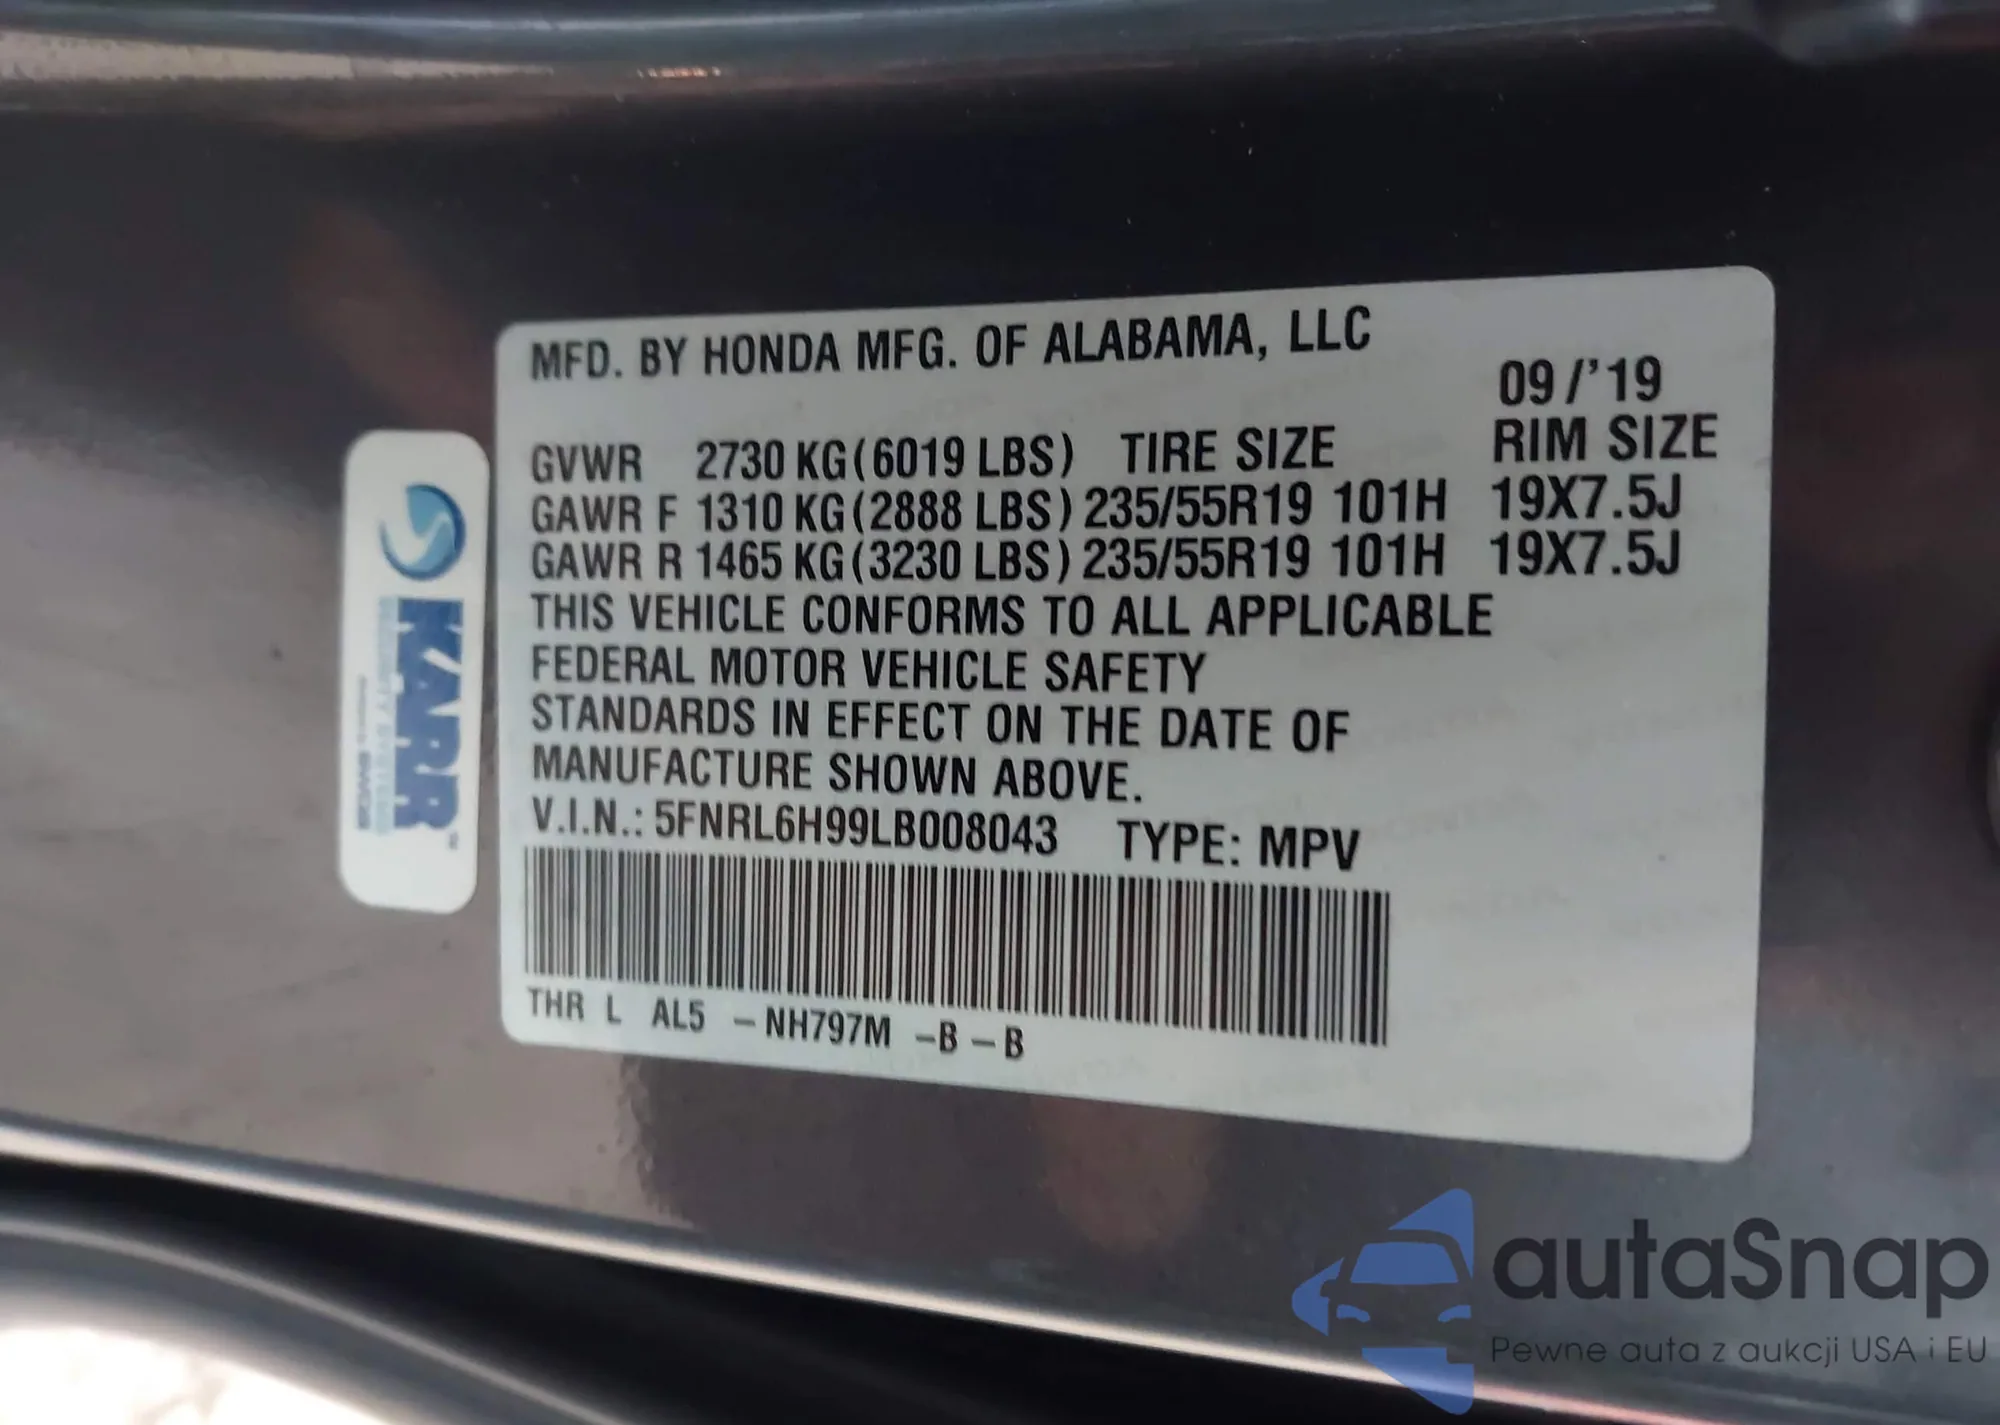 MFD. BY HONDA MFG. OF ALABAMA, LLC
09/'19
GVWR 2730 KG (6019 LBS) TIRE SIZE RIM SIZE
GAWR F 1310 KG (2888 LBS) 235/55R19 101H 19X7.5J
GAWR R 1465 KG (3230 LBS) 235/55R19 101H 19X7.5J
THIS VEHICLE CONFORMS TO ALL APPLICABLE
FEDERAL MOTOR VEHICLE SAFETY
STANDARDS IN EFFECT ON THE DATE OF
MANUFACTURE SHOWN ABOVE.
V.I.N.: 5FNRL6H99LB008043 TYPE: MPV
THR L AL5 -NH797M -B-B
KARR™
SECURITY SYSTEMS
autaSnap
Pewne auta z aukcji USA i EU